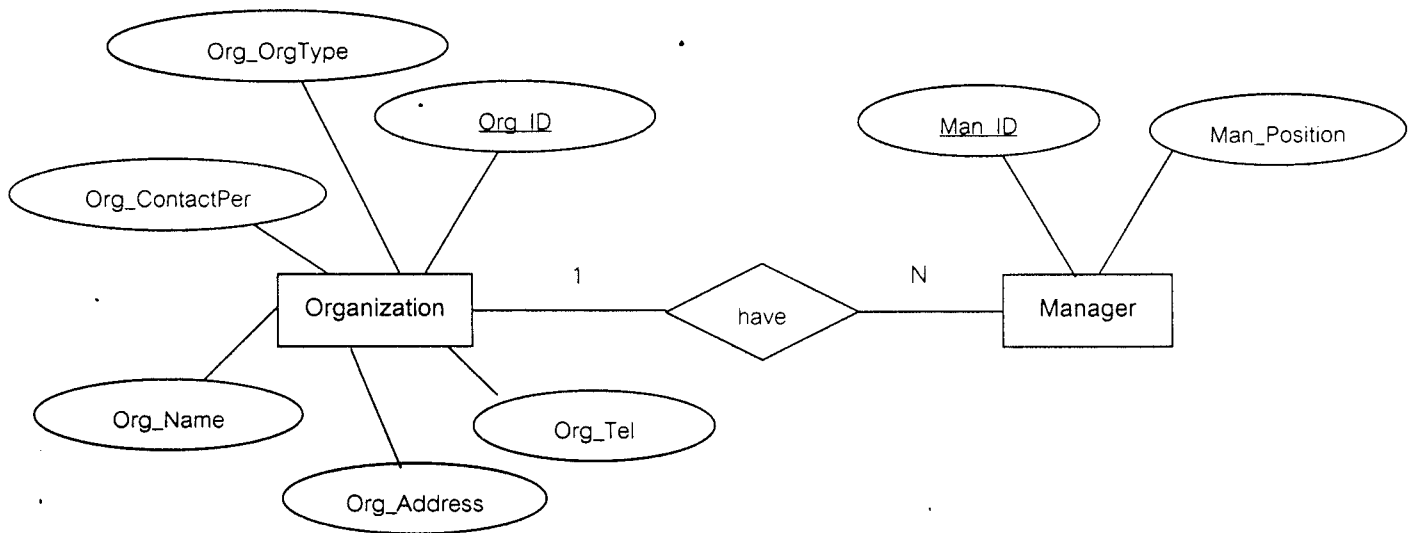 Org_OrgType
Org_ID
Man_ID
Man_Position
Org_ContactPer
1
N
Organization
have
Manager
Org_Name
Org_Tel
Org_Address